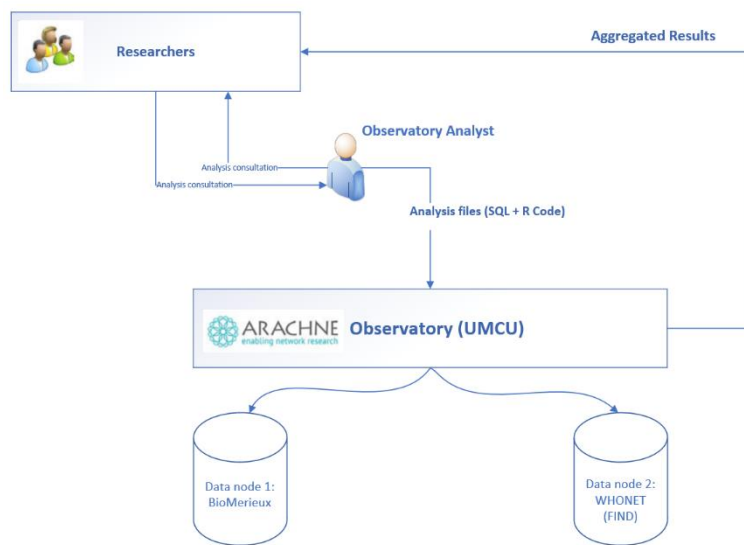 Aggregated Results
Researchers
Observatory Analyst
Analysis consultation
Analysis consultation
Analysis files (SQL + R Code)
ARACHNE
enabling network research
Observatory (UMCU)
Data node 1:
BioMerieux
Data node 2:
WHONET
(FIND)